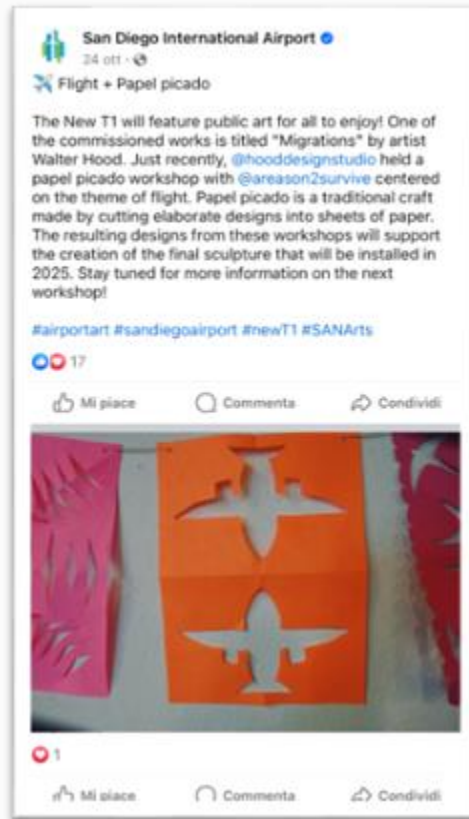 San Diego International Airport
24 ott ·
Flight + Papel picado
The New T1 will feature public art for all to enjoy! One of
the commissioned works is titled "Migrations" by artist
Walter Hood. Just recently, @hooddesignstudio held a
papel picado workshop with @areason2survive centered
on the theme of flight. Papel picado is a traditional craft
made by cutting elaborate designs into sheets of paper.
The resulting designs from these workshops will support
the creation of the final sculpture that will be installed in
2025. Stay tuned for more information on the next
workshop!
#airportart #sandiegoairport #newT1 #SANArts
17
Mi piace Commenta Condividi
1
Mi piace Commenta Condividi